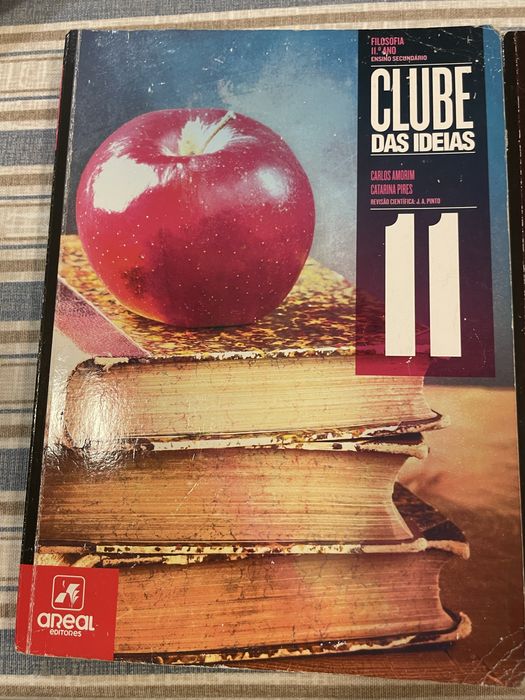 FILOSOFIA
11.º ANO
ENSINO SECUNDÁRIO
CLUBE
DAS IDEIAS
CARLOS AMORIM
CATARINA PIRES
REVISÃO CIENTÍFICA: J. A. PINTO
11
AREAL
EDITORES